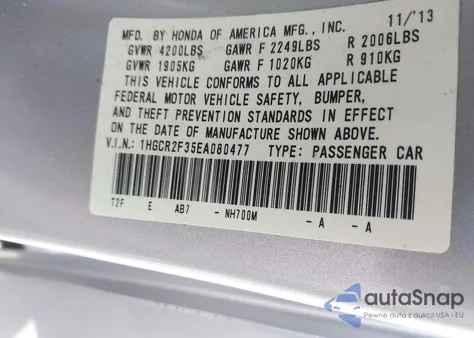 MFD. BY HONDA OF AMERICA MFG., INC. 11/'13
GVWR 4200LBS GAWR F 2249LBS R 2006LBS
GVWR 1905KG GAWR F 1020KG R 910KG
THIS VEHICLE CONFORMS TO ALL APPLICABLE
FEDERAL MOTOR VEHICLE SAFETY, BUMPER,
AND THEFT PREVENTION STANDARDS IN EFFECT
ON THE DATE OF MANUFACTURE SHOWN ABOVE.
V.I.N.: 1HGCR2F35EA080477 TYPE: PASSENGER CAR
T2F E AB7 - NH700M - A - A
autoSnap
Pewne auto z aukcji USA i EU